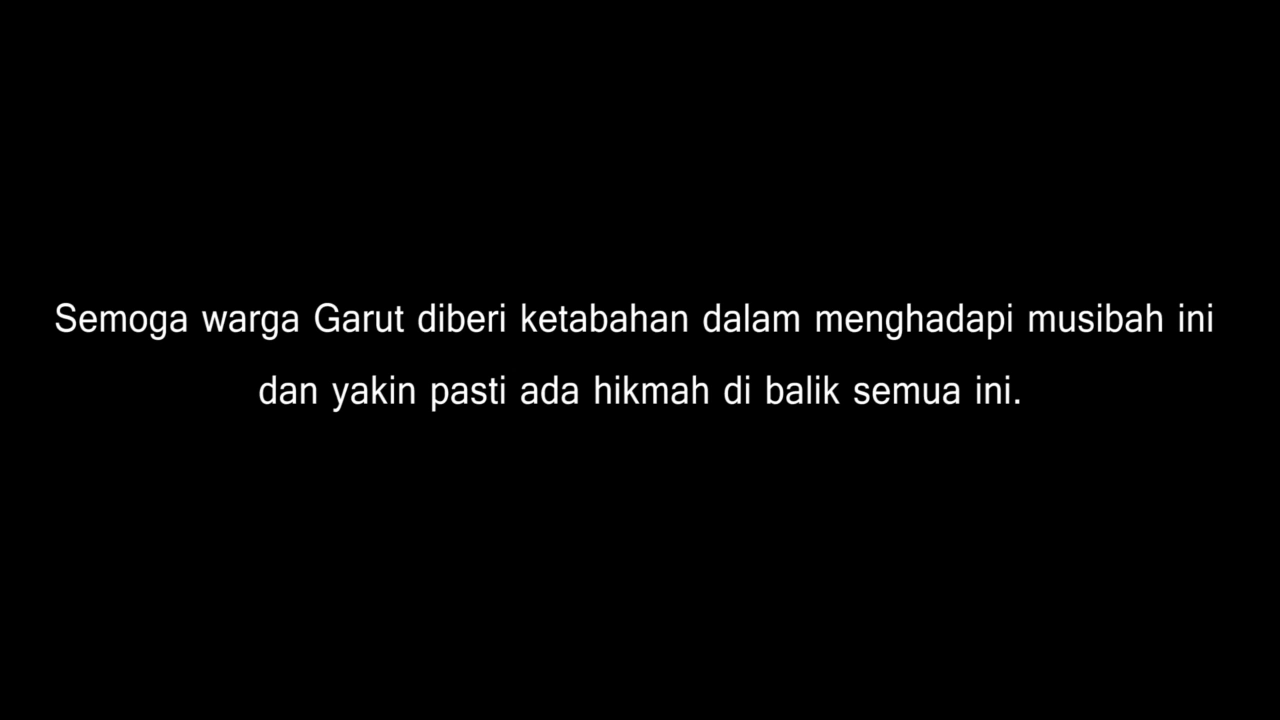 Semoga warga Garut diberi ketabahan dalam menghadapi musibah ini
dan yakin pasti ada hikmah di balik semua ini.